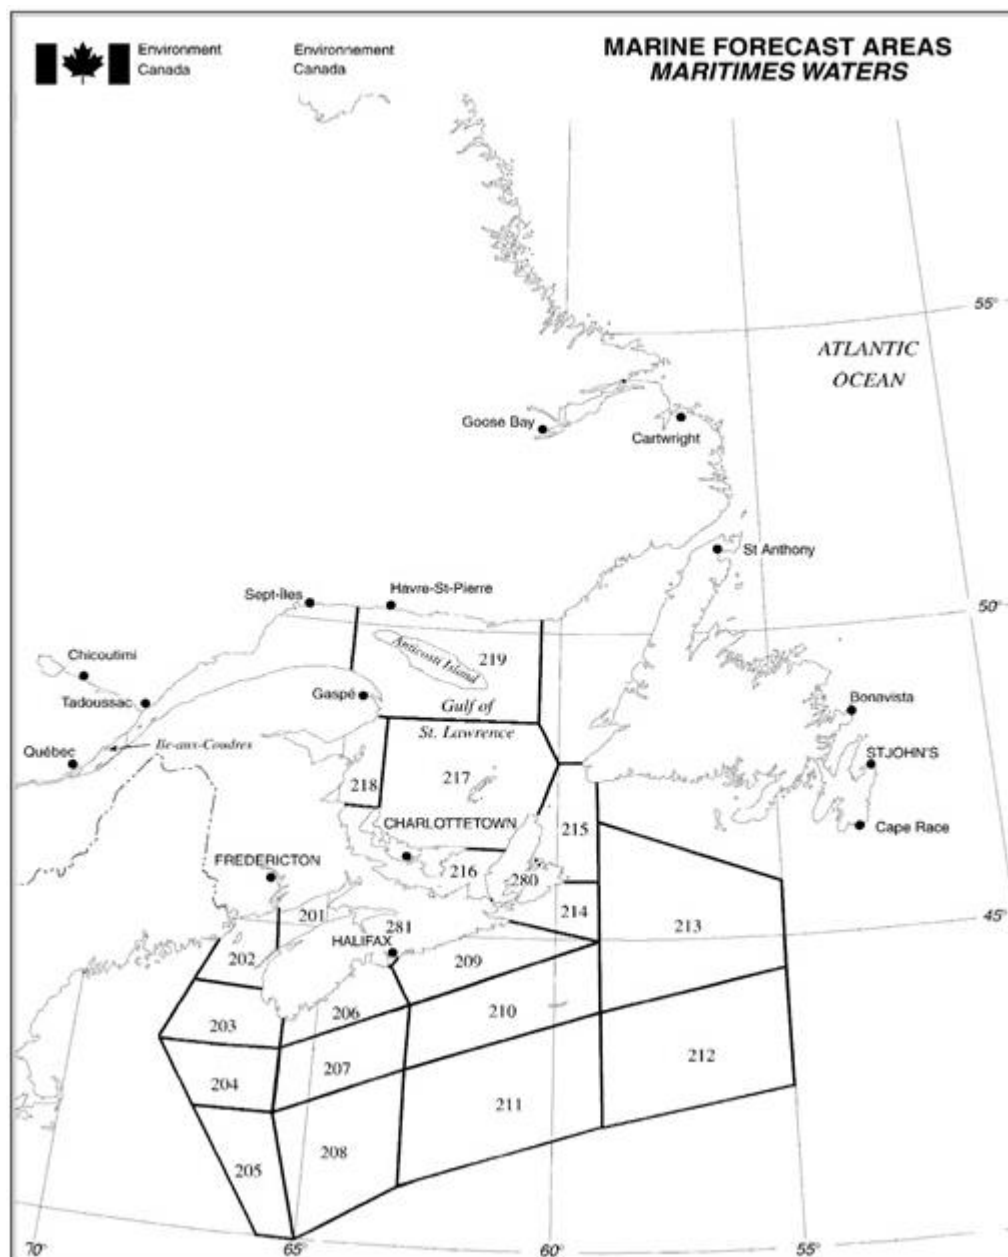 Environment
Canada
Environnement
Canada
MARINE FORECAST AREAS
MARITIMES WATERS
55°
ATLANTIC
OCEAN
Goose Bay
Cartwright
St Anthony
50°
Sept-Îles
Havre-St-Pierre
Chicoutimi
Anticosti Island
219
Tadoussac
Gaspé
Gulf of
St. Lawrence
Bonavista
Ile-aux-Coudres
Québec
STJOHN'S
218
217
CHARLOTTETOWN
215
Cape Race
FREDERICTON
216
280
201
214
45°
281
213
HALIFAX
202
209
203
206
210
204
207
212
211
208
205
70°
65°
60°
55°